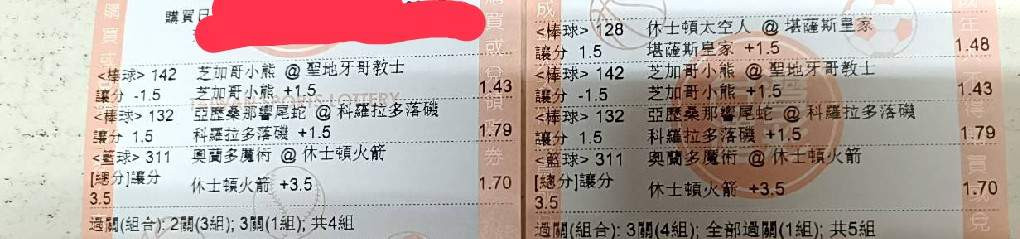 購買日
<棒球> 142 芝加哥小熊 @ 聖地牙哥教士
讓分 -1.5 芝加哥小熊 +1.5 1.43
<棒球> 132 亞歷桑那響尾蛇 @ 科羅拉多落磯
讓分 1.5 科羅拉多落磯 +1.5 1.79
<籃球> 311 奧蘭多魔術 @ 休士頓火箭
[總分]讓分
3.5 休士頓火箭 +3.5 1.70
過關(組合): 2關(3組); 3關(1組); 共4組
<棒球> 128 休士頓太空人 @ 堪薩斯皇家
讓分 1.5 堪薩斯皇家 +1.5 1.48
<棒球> 142 芝加哥小熊 @ 聖地牙哥教士
讓分 -1.5 芝加哥小熊 +1.5 1.43
<棒球> 132 亞歷桑那響尾蛇 @ 科羅拉多落磯
讓分 1.5 科羅拉多落磯 +1.5 1.79
<籃球> 311 奧蘭多魔術 @ 休士頓火箭
[總分]讓分
3.5 休士頓火箭 +3.5 1.70
過關(組合): 3關(4組); 全部過關(1組); 共5組